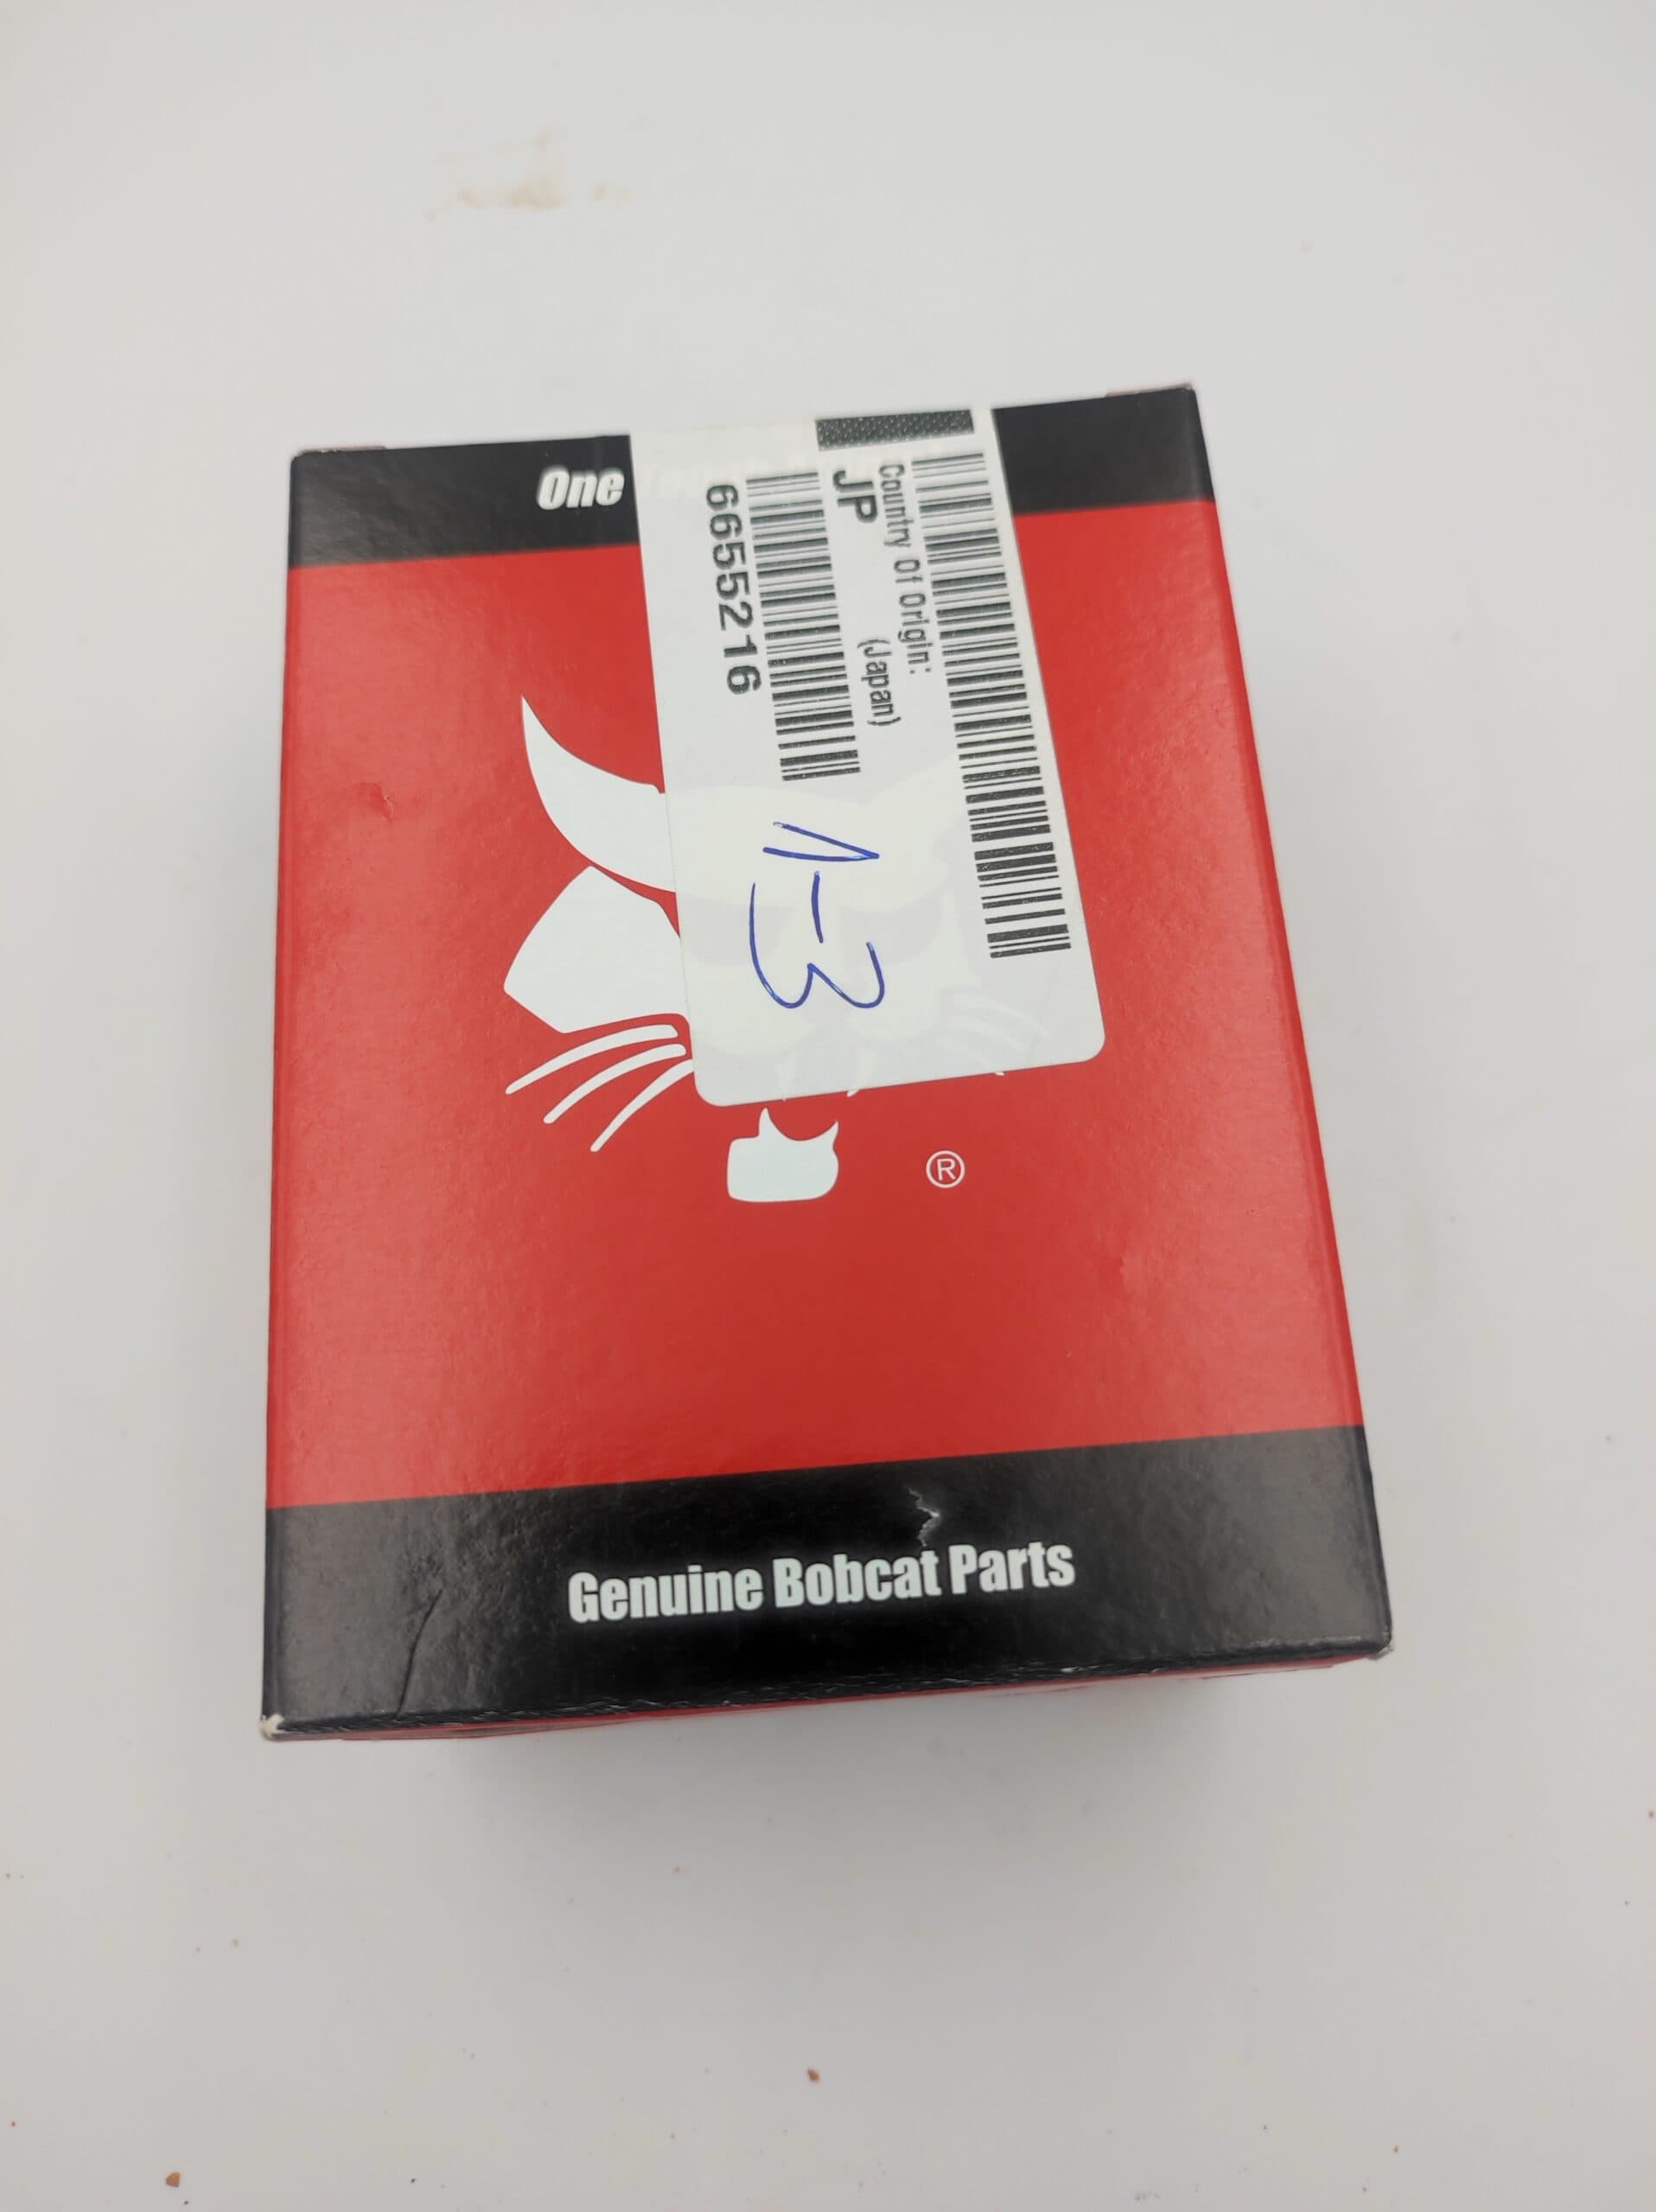 One
6655216
JP (Japan)
Country Of Origin:
1-3
®
Genuine Bobcat Parts